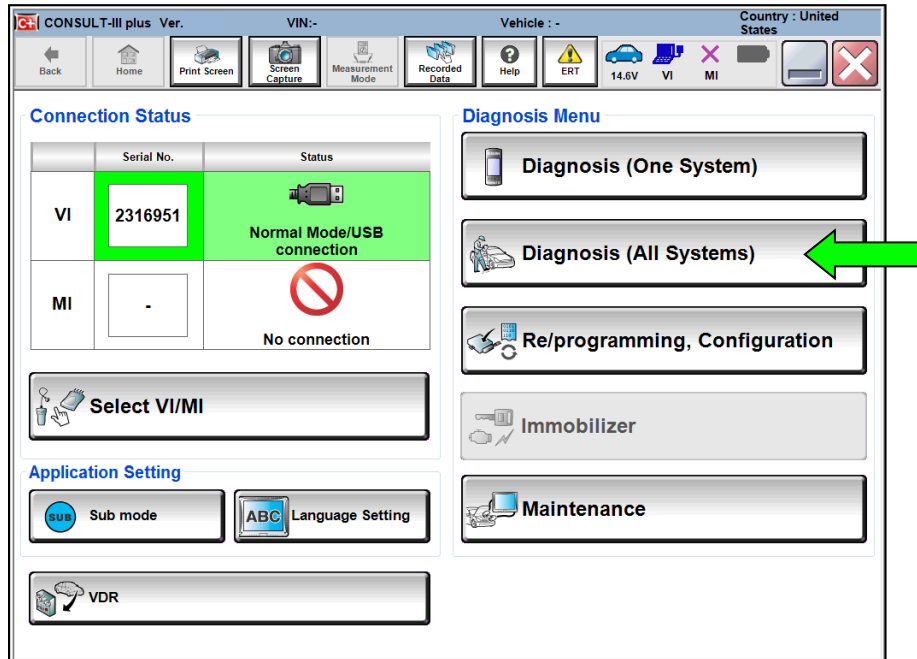 C+ CONSULT-III plus Ver. VIN:- Vehicle : - Country : United
States
Back Home Print Screen Screen
Capture Measurement
Mode Recorded
Data Help ERT 14.6V VI MI
Connection Status
Serial No. Status
VI 2316951 Normal Mode/USB
connection
MI - No connection
Select VI/MI
Application Setting
SUB Sub mode ABC Language Setting
VDR
Diagnosis Menu
Diagnosis (One System)
Diagnosis (All Systems)
Re/programming, Configuration
Immobilizer
Maintenance